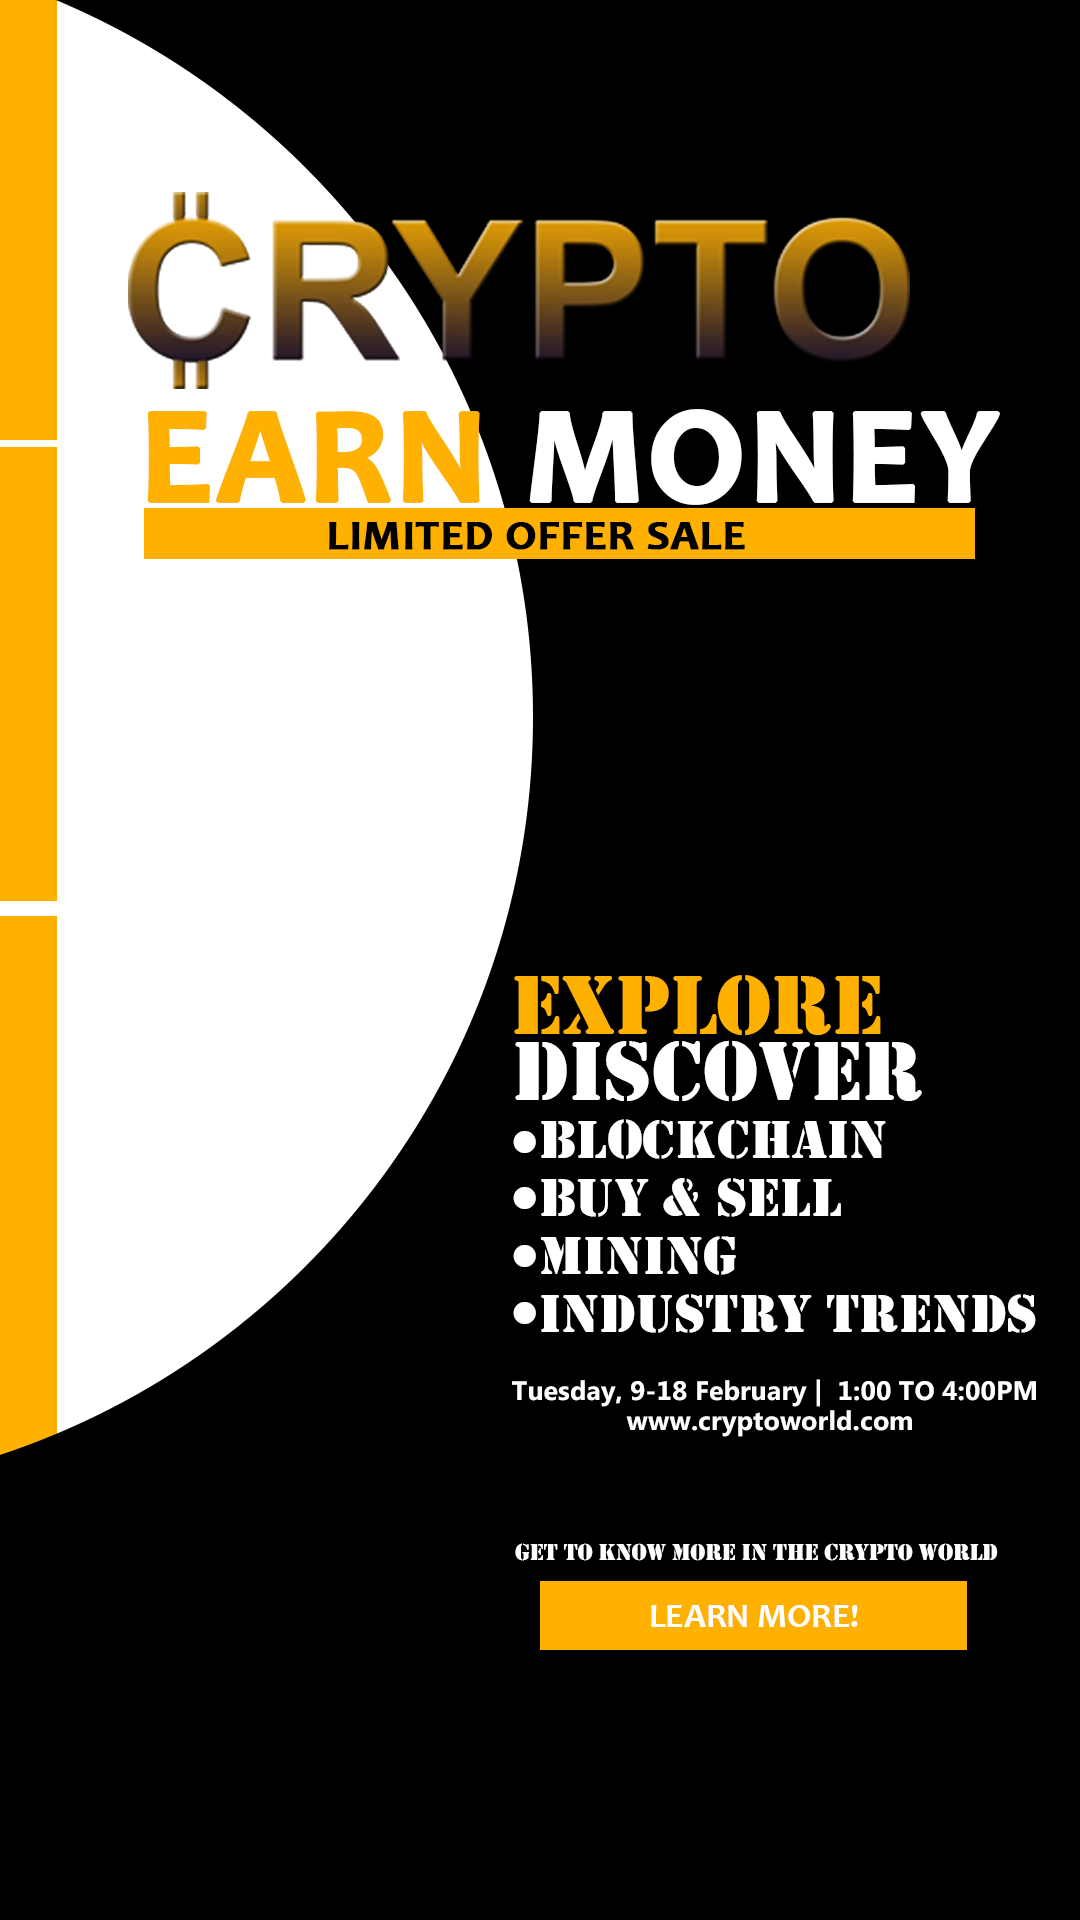 CRYPTO
EARN MONEY
LIMITED OFFER SALE
EXPLORE
DISCOVER
•BLOCKCHAIN
•BUY & SELL
•MINING
•INDUSTRY TRENDS
Tuesday, 9-18 February | 1:00 TO 4:00PM
www.cryptoworld.com
GET TO KNOW MORE IN THE CRYPTO WORLD
LEARN MORE!